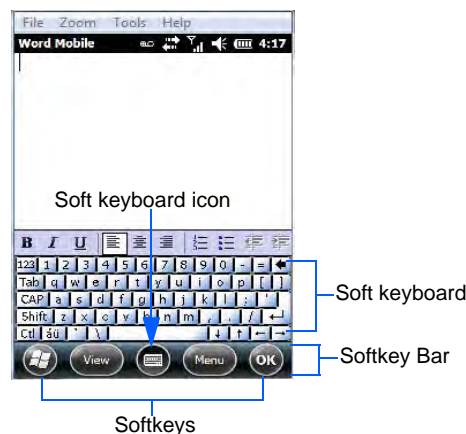 File Zoom Tools Help
Word Mobile 4:17
Soft keyboard icon
B I U
123 1 2 3 4 5 6 7 8 9 0 - =
Tab q w e r t y u i o p [ ]
CAP a s d f g h j k l ; '
Shift z x c v b n m , . /
Ctl áü ` \
Soft keyboard
View Menu OK
Softkey Bar
Softkeys